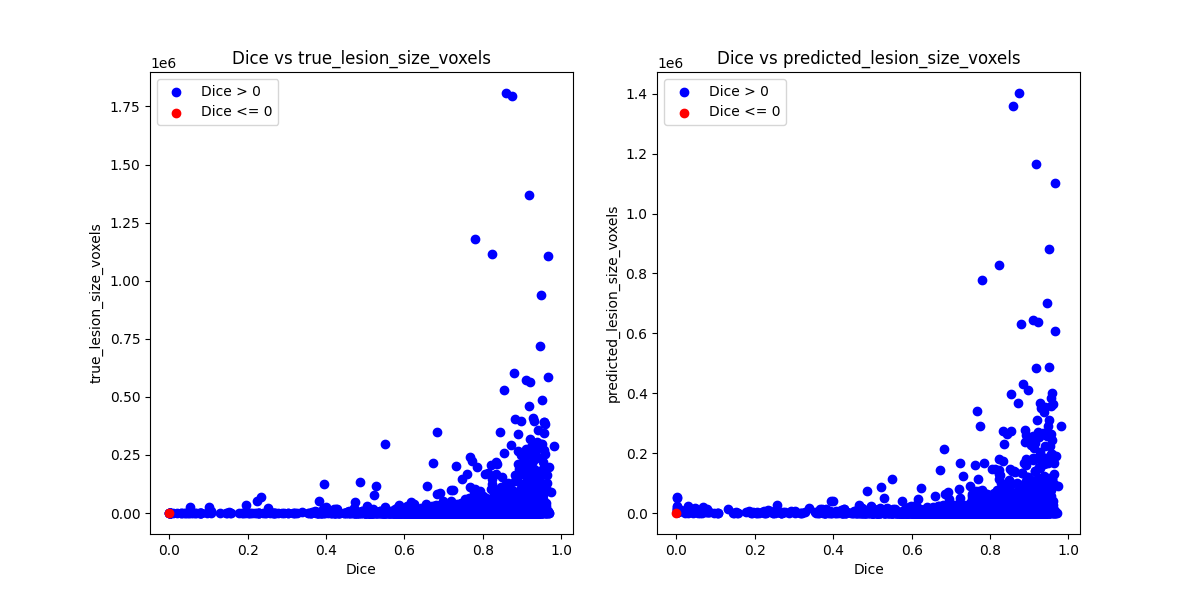 Dice vs true_lesion_size_voxels
1e6
Dice > 0
Dice <= 0
true_lesion_size_voxels
1.75
1.50
1.25
1.00
0.75
0.50
0.25
0.00
0.0 0.2 0.4 0.6 0.8 1.0
Dice
Dice vs predicted_lesion_size_voxels
1e6
Dice > 0
Dice <= 0
predicted_lesion_size_voxels
1.4
1.2
1.0
0.8
0.6
0.4
0.2
0.0
0.0 0.2 0.4 0.6 0.8 1.0
Dice